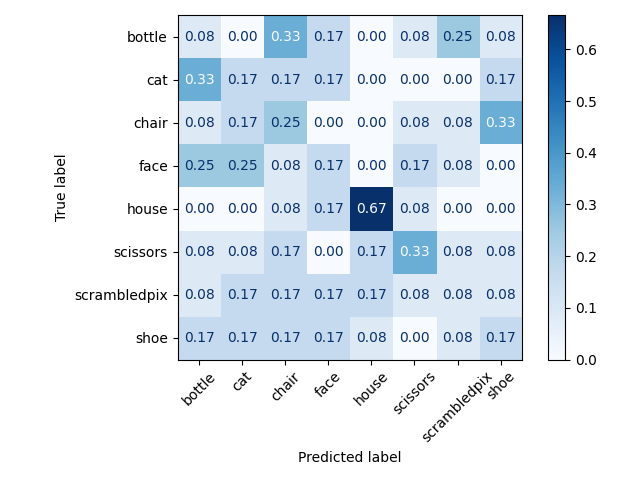 bottle 0.08 0.00 0.33 0.17 0.00 0.08 0.25 0.08
cat 0.33 0.17 0.17 0.17 0.00 0.00 0.00 0.17
chair 0.08 0.17 0.25 0.00 0.00 0.08 0.08 0.33
face 0.25 0.25 0.08 0.17 0.00 0.17 0.08 0.00
house 0.00 0.00 0.08 0.17 0.67 0.08 0.00 0.00
scissors 0.08 0.08 0.17 0.00 0.17 0.33 0.08 0.08
scrambledpix 0.08 0.17 0.17 0.17 0.17 0.08 0.08 0.08
shoe 0.17 0.17 0.17 0.17 0.08 0.00 0.08 0.17
bottle cat chair face house scissors scrambledpix shoe
Predicted label
True label
0.6
0.5
0.4
0.3
0.2
0.1
0.0